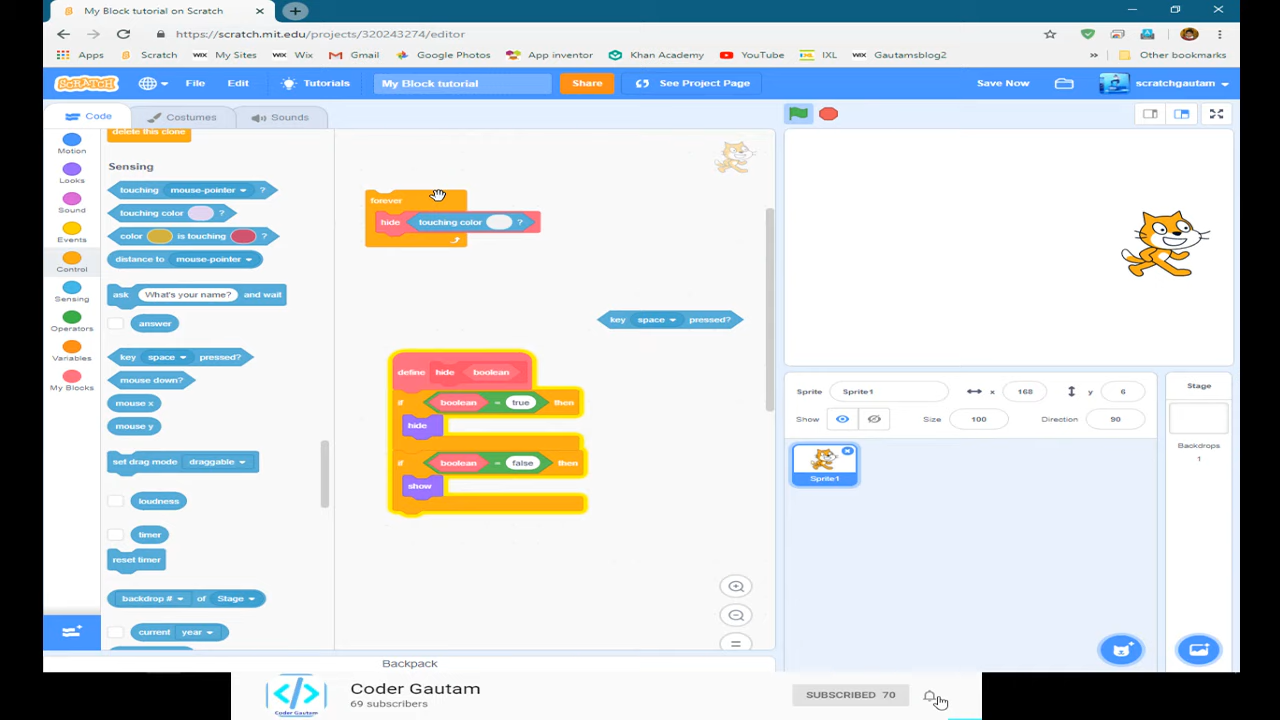 My Block tutorial on Scratch
https://scratch.mit.edu/projects/320243274/editor
Apps Scratch WiX My Sites WiX Wix Gmail Google Photos App inventor Khan Academy YouTube IXL WiX Gautamsblog2 » Other bookmarks
SCRATCH File Edit Tutorials My Block tutorial Share See Project Page Save Now scratchgautam
Code Costumes Sounds
Motion
Looks
Sound
Events
Control
Sensing
Operators
Variables
My Blocks
delete this clone
Sensing
touching mouse-pointer ?
touching color ?
color is touching ?
distance to mouse-pointer
ask What's your name? and wait
answer
key space pressed?
mouse down?
mouse x
mouse y
set drag mode draggable
loudness
timer
reset timer
backdrop # of Stage
current year
forever
hide touching color ?
key space pressed?
define hide boolean
if boolean = true then
hide
if boolean = false then
show
Backpack
Sprite Sprite1 x 168 y 6
Show Size 100 Direction 90
Sprite1
Stage
Backdrops
1
</> Coder Gautam
Coder Gautam
69 subscribers
SUBSCRIBED 70